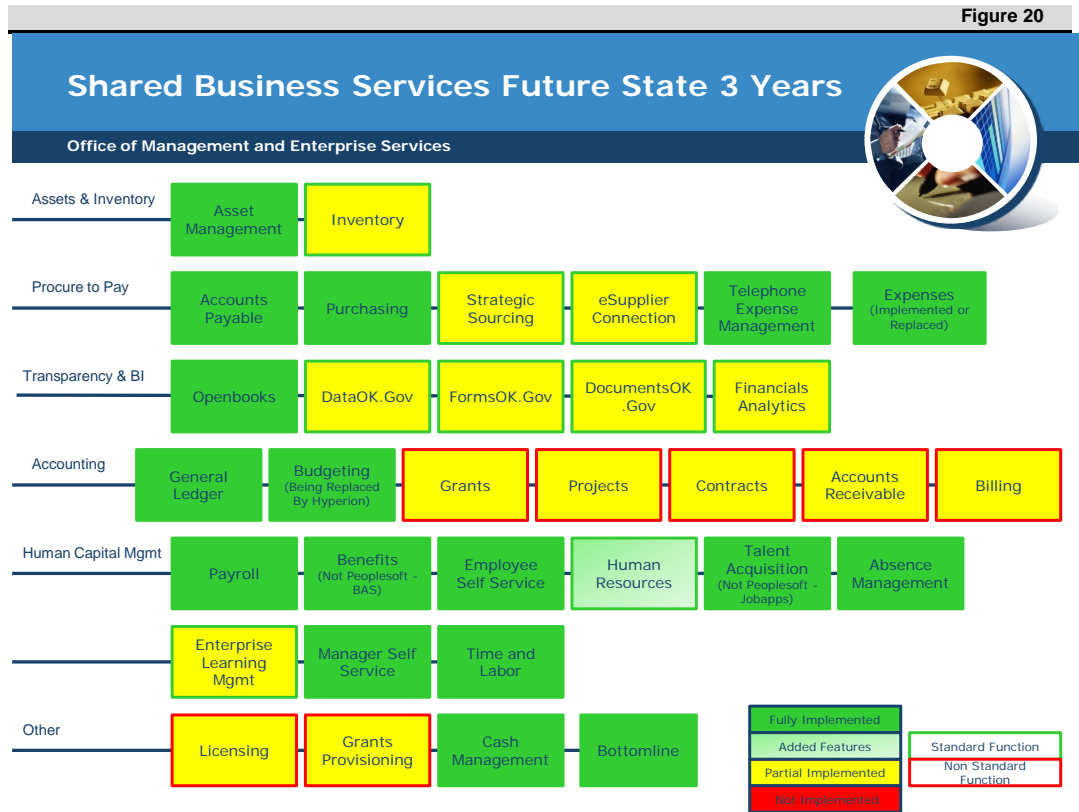 Figure 20
Shared Business Services Future State 3 Years
Office of Management and Enterprise Services
Assets & Inventory
Asset
Management
Inventory
Procure to Pay
Accounts
Payable
Purchasing
Strategic
Sourcing
eSupplier
Connection
Telephone
Expense
Management
Expenses
(Implemented or
Replaced)
Transparency & BI
Openbooks
DataOK.Gov
FormsOK.Gov
DocumentsOK
.Gov
Financials
Analytics
Accounting
General
Ledger
Budgeting
(Being Replaced
By Hyperion)
Grants
Projects
Contracts
Accounts
Receivable
Billing
Human Capital Mgmt
Payroll
Benefits
(Not Peoplesoft -
BAS)
Employee
Self Service
Human
Resources
Talent
Acquisition
(Not Peoplesoft -
Jobapps)
Absence
Management
Enterprise
Learning
Mgmt
Manager Self
Service
Time and
Labor
Other
Licensing
Grants
Provisioning
Cash
Management
Bottomline
Fully Implemented
Added Features
Partial Implemented
Not Implemented
Standard Function
Non Standard
Function